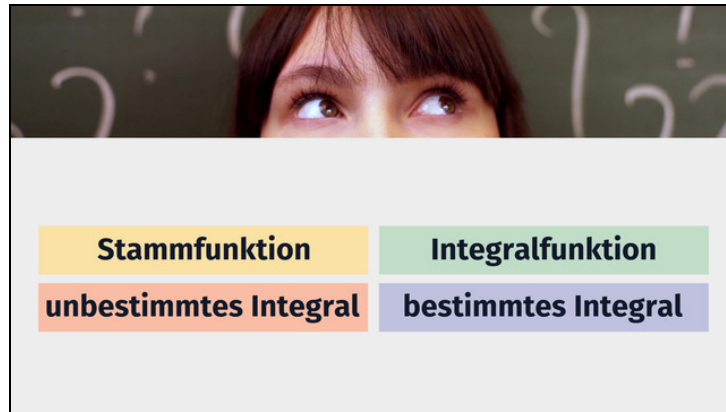 Stammfunktion
Integralfunktion
unbestimmtes Integral
bestimmtes Integral